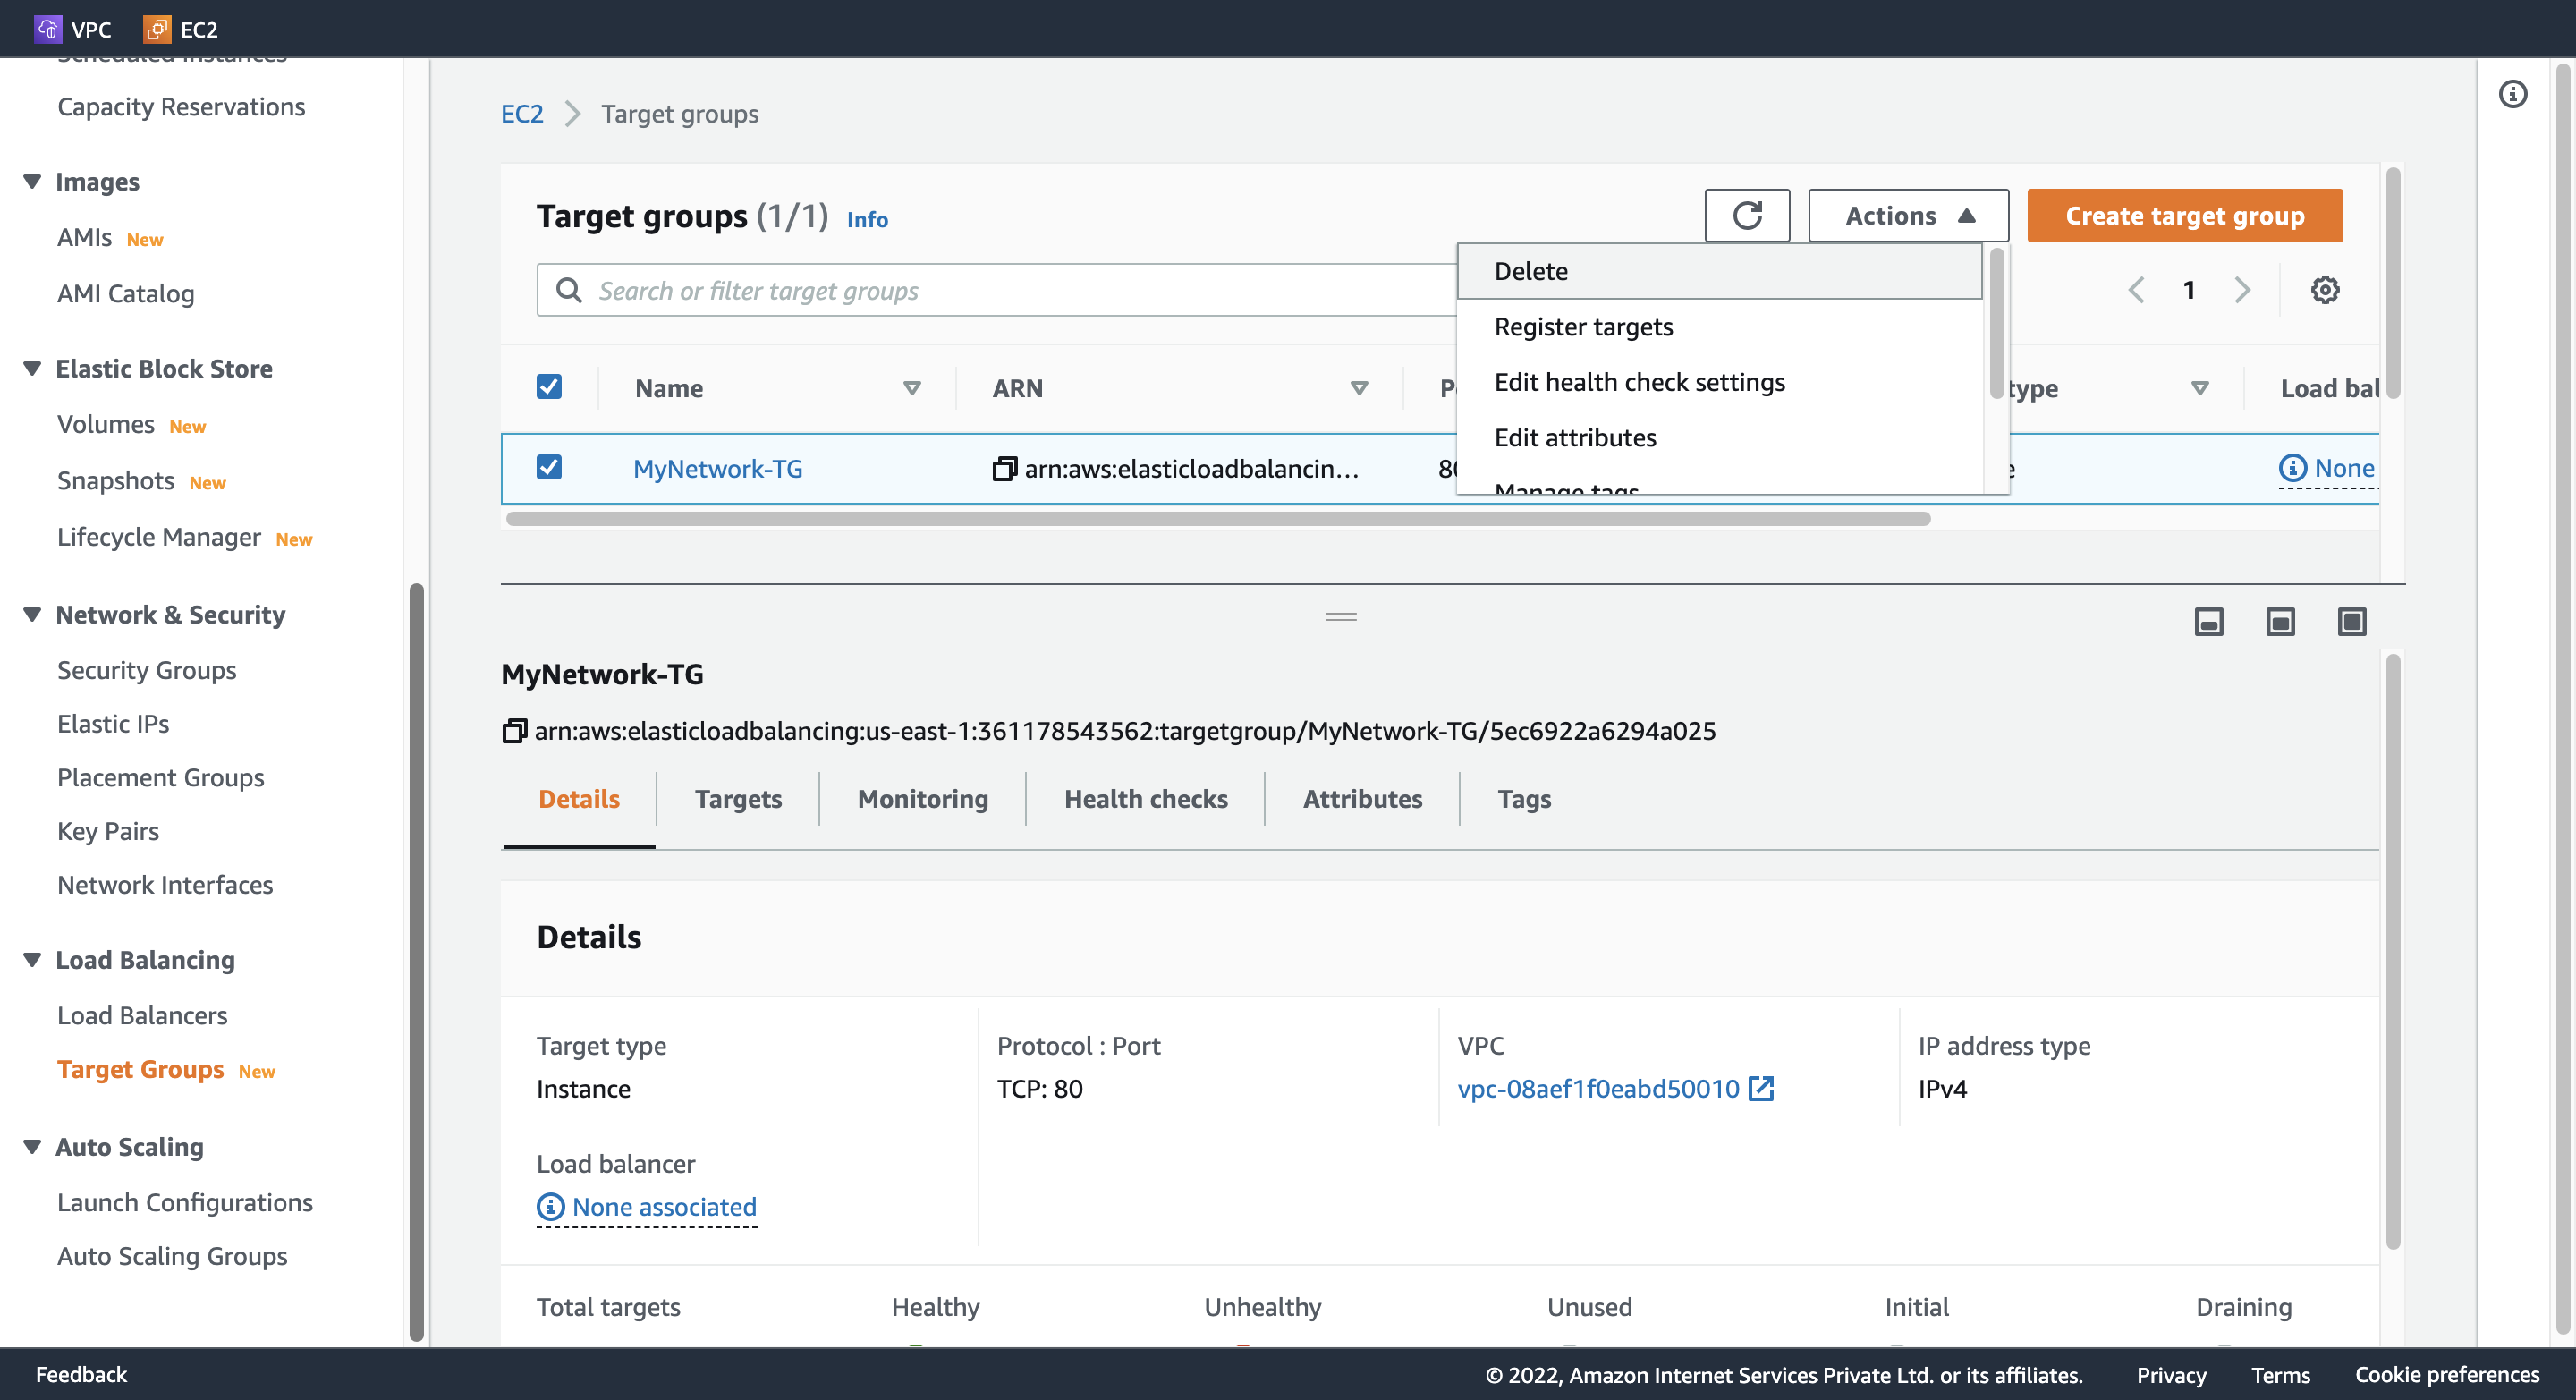 VPC
EC2
Scheduled Instances
Capacity Reservations
Images
AMIs New
AMI Catalog
Elastic Block Store
Volumes New
Snapshots New
Lifecycle Manager New
Network & Security
Security Groups
Elastic IPs
Placement Groups
Key Pairs
Network Interfaces
Load Balancing
Load Balancers
Target Groups New
Auto Scaling
Launch Configurations
Auto Scaling Groups
EC2 Target groups
Target groups (1/1) Info
Actions
Create target group
Search or filter target groups
1
Delete
Register targets
Edit health check settings
Edit attributes
Manage tags
Name
ARN
type
Load bal
MyNetwork-TG
arn:aws:elasticloadbalancin...
None
MyNetwork-TG
arn:aws:elasticloadbalancing:us-east-1:361178543562:targetgroup/MyNetwork-TG/5ec6922a6294a025
Details Targets Monitoring Health checks Attributes Tags
Details
Target type
Instance
Protocol : Port
TCP: 80
VPC
vpc-08aef1f0eabd50010
IP address type
IPv4
Load balancer
None associated
Total targets Healthy Unhealthy Unused Initial Draining
Feedback
© 2022, Amazon Internet Services Private Ltd. or its affiliates. Privacy Terms Cookie preferences